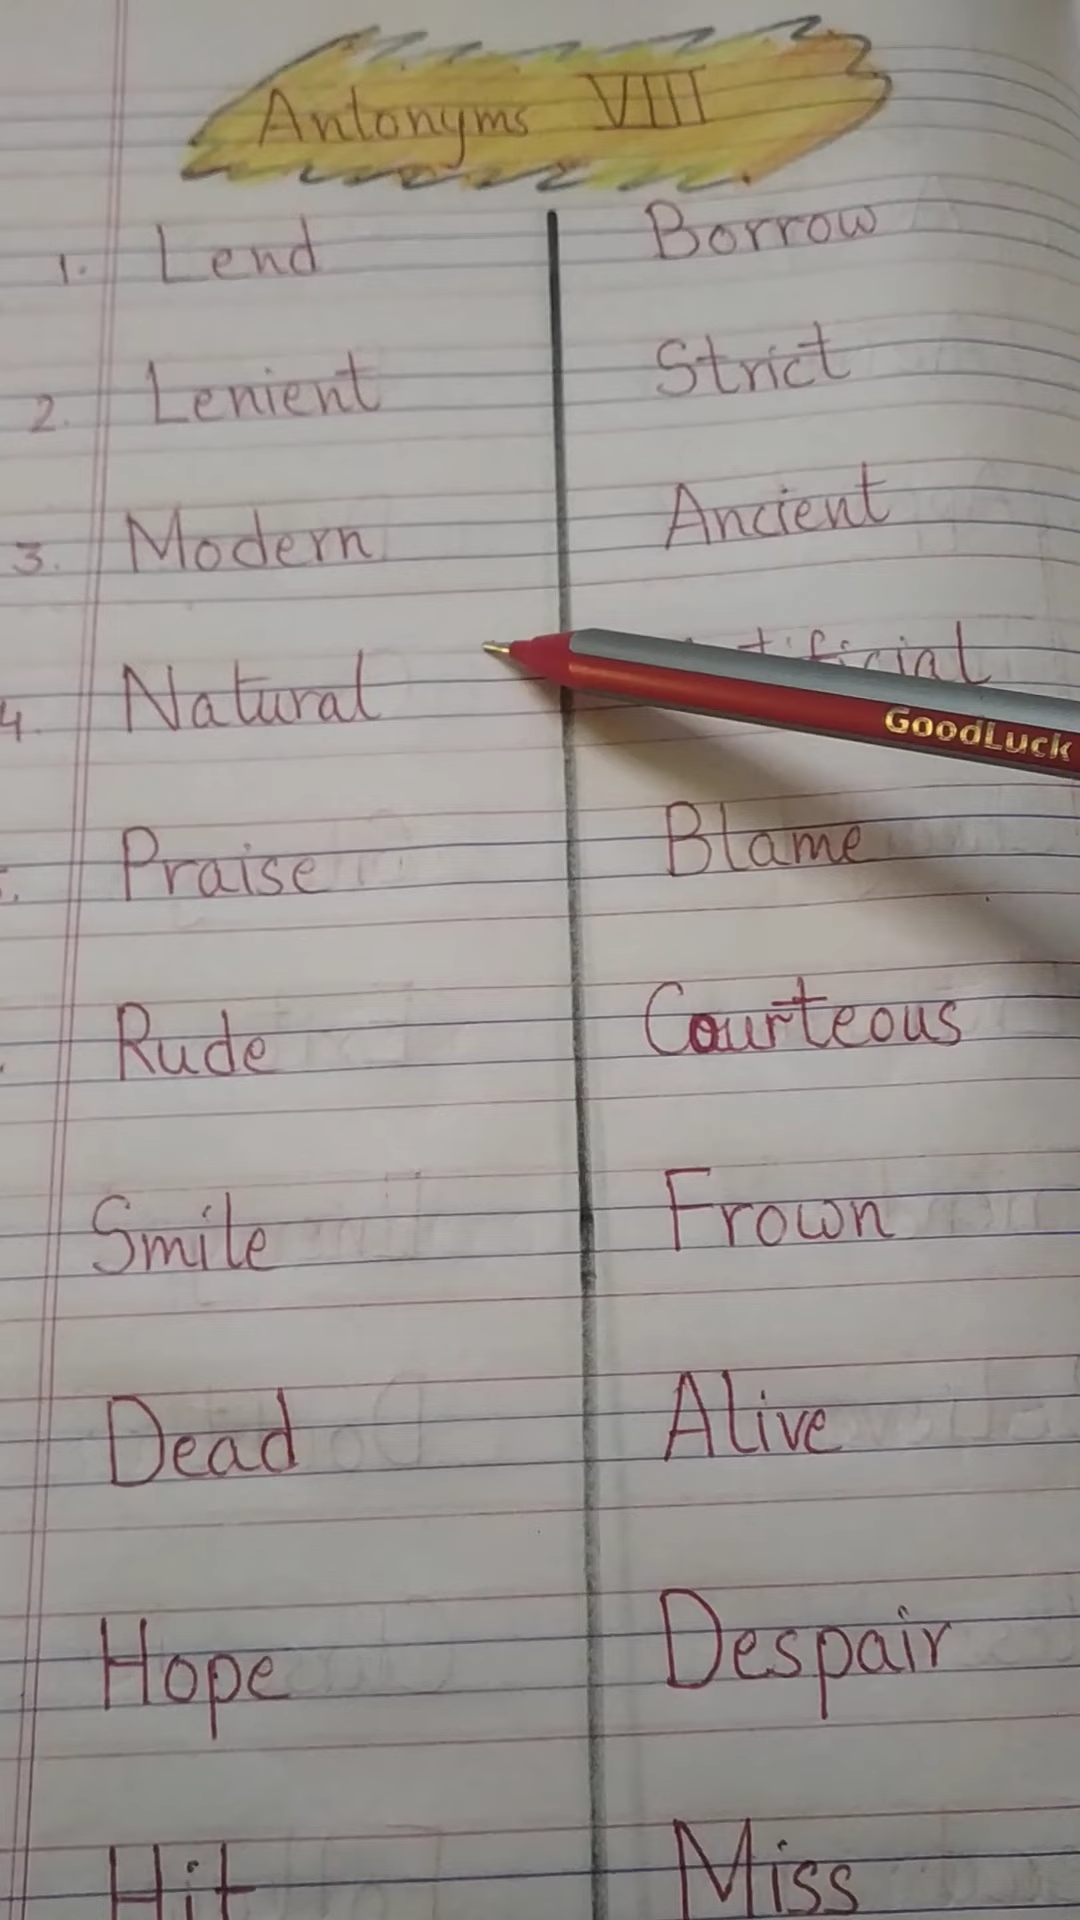 Antonyms VIII
1. Lend Borrow
2. Lenient Strict
3. Modern Ancient
4. Natural Artificial
GOODLUCK
Praise Blame
Rude Courteous
Smile Frown
Dead Alive
Hope Despair
Hit Miss